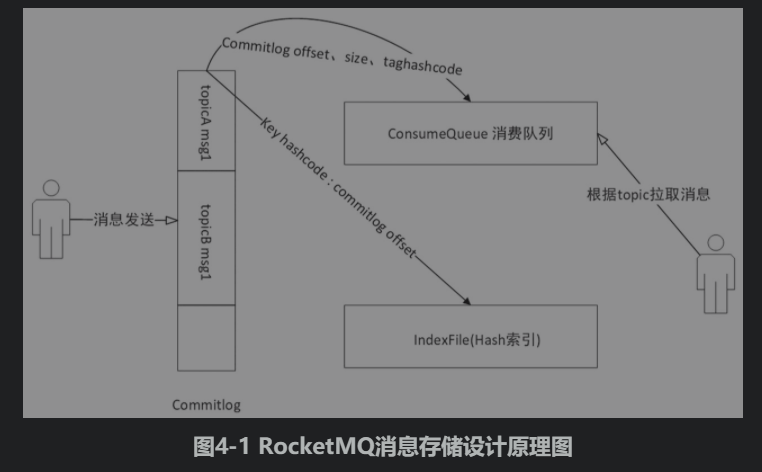 Commitlog offset、size、taghashcode
topicA msg1
ConsumeQueue 消费队列
Key hashcode : commitlog offset
根据topic拉取消息
消息发送
topicB msg1
IndexFile(Hash索引)
Commitlog
图4-1 RocketMQ消息存储设计原理图